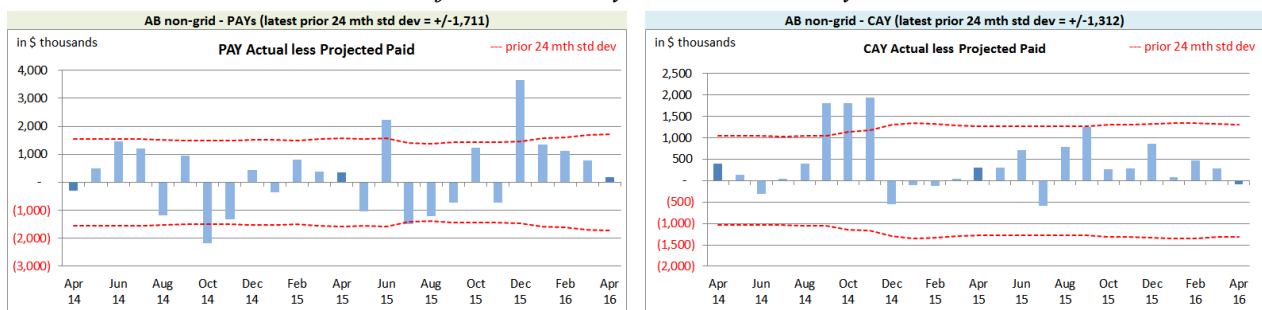 AB non-grid - PAYs (latest prior 24 mth std dev = +/-1,711)
in $ thousands
PAY Actual less Projected Paid
--- prior 24 mth std dev
4,000
3,000
2,000
1,000
-
(1,000)
(2,000)
(3,000)
Apr Jun Aug Oct Dec Feb Apr Jun Aug Oct Dec Feb Apr
14 14 14 14 14 15 15 15 15 15 15 16 16
AB non-grid - CAY (latest prior 24 mth std dev = +/-1,312)
in $ thousands
CAY Actual less Projected Paid
--- prior 24 mth std dev
2,500
2,000
1,500
1,000
500
-
(500)
(1,000)
(1,500)
(2,000)
Apr Jun Aug Oct Dec Feb Apr Jun Aug Oct Dec Feb Apr
14 14 14 14 14 15 15 15 15 15 15 16 16